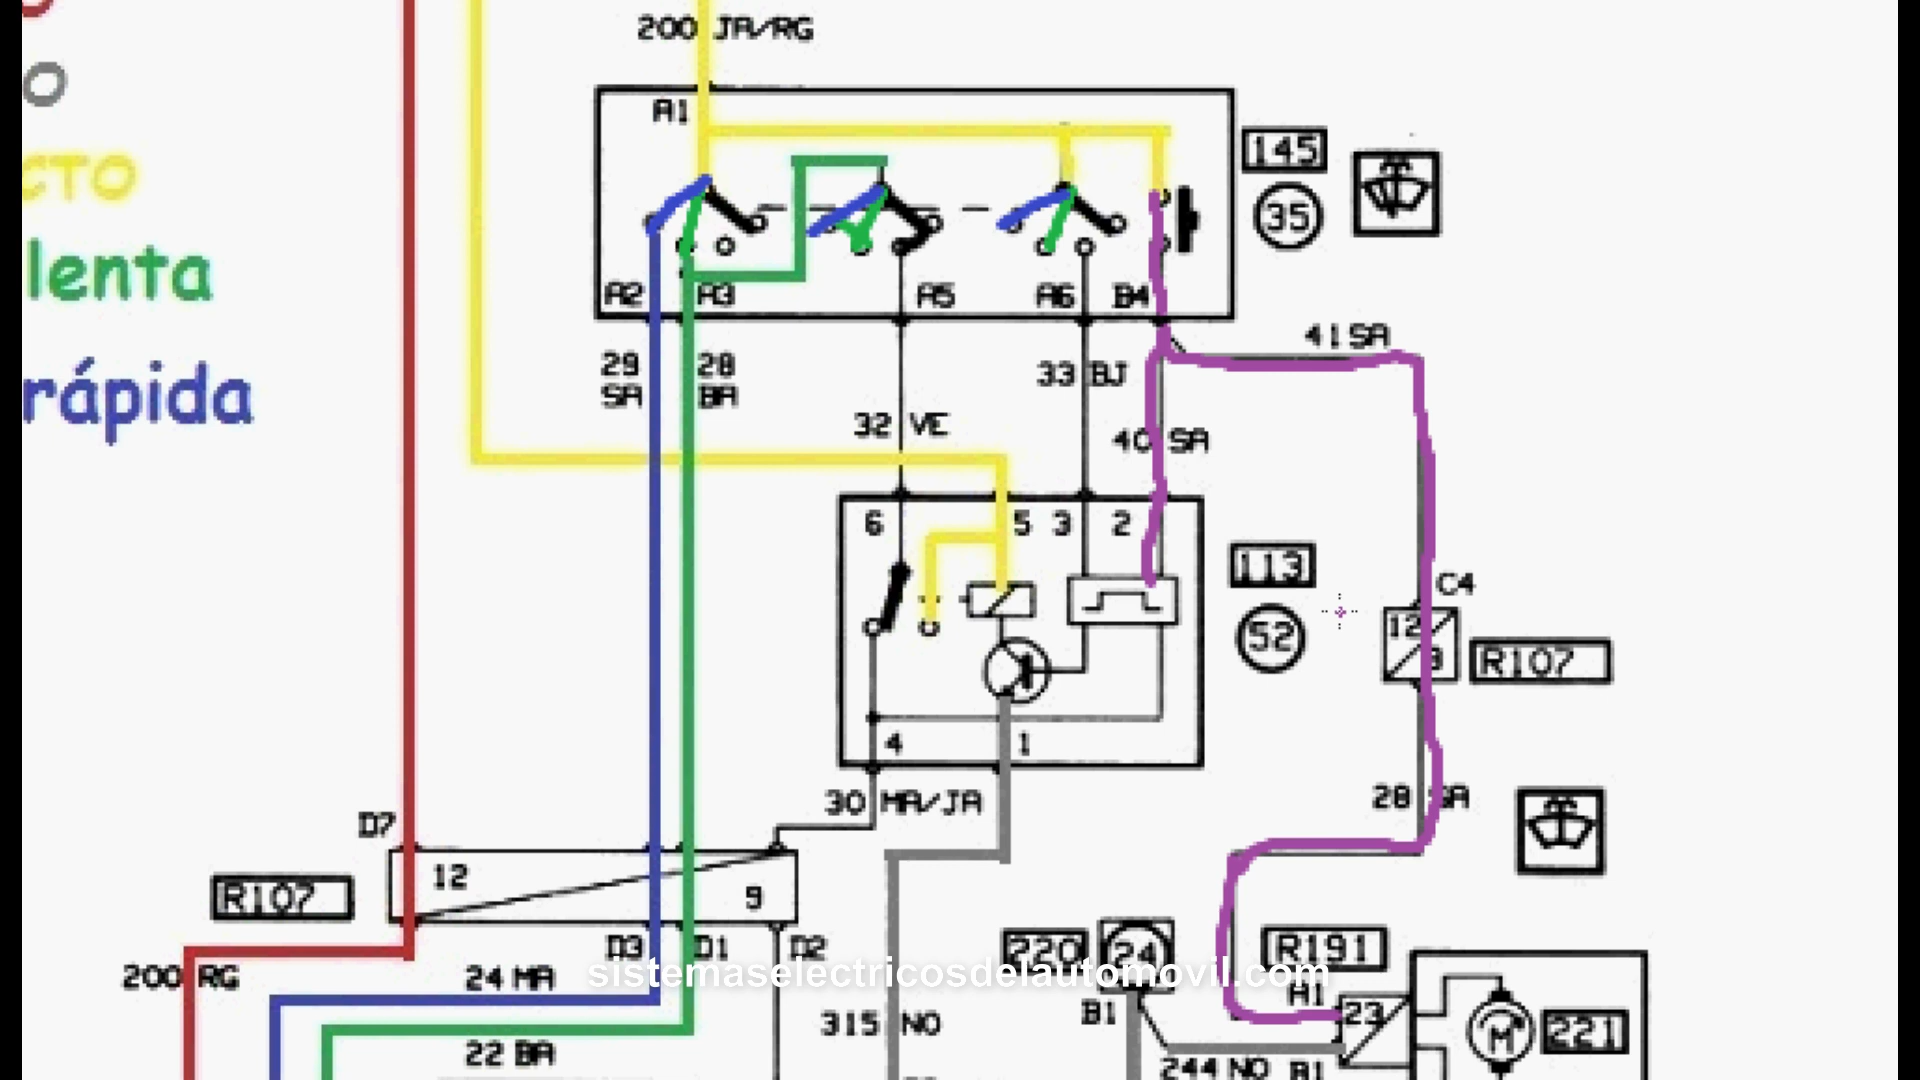 O
CTO
lenta
rápida
200 JA/RG
A1
145
35
A2 A3 A5 A6 B4
41 SA
29 SA
28 BA
33 BJ
32 VE
40 SA
6 5 3 2
113
52
C4
12
R107
4 1
30 MA/JA
28 SA
D7
12
9
R107
D3 D1 D2
220 24
R191
200 RG
24 MA
sistemaselectricosdelautomovil.com
A1
B1
23
315 NO
221
M
22 BA
244 NO
B1